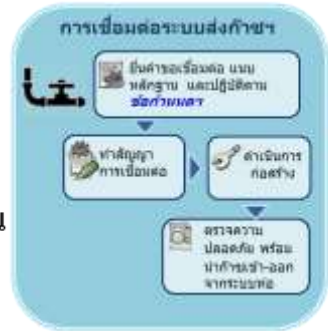 การเชื่อมต่อระบบส่งก๊าซฯ
ยื่นคำขอเชื่อมต่อ แนบ
หลักฐาน และปฏิบัติตาม
ข้อกำหนดฯ
ทำสัญญา
การเชื่อมต่อ
ดำเนินการ
ก่อสร้าง
ตรวจความ
ปลอดภัย พร้อม
นำก๊าซเข้า-ออก
จากระบบท่อ
น